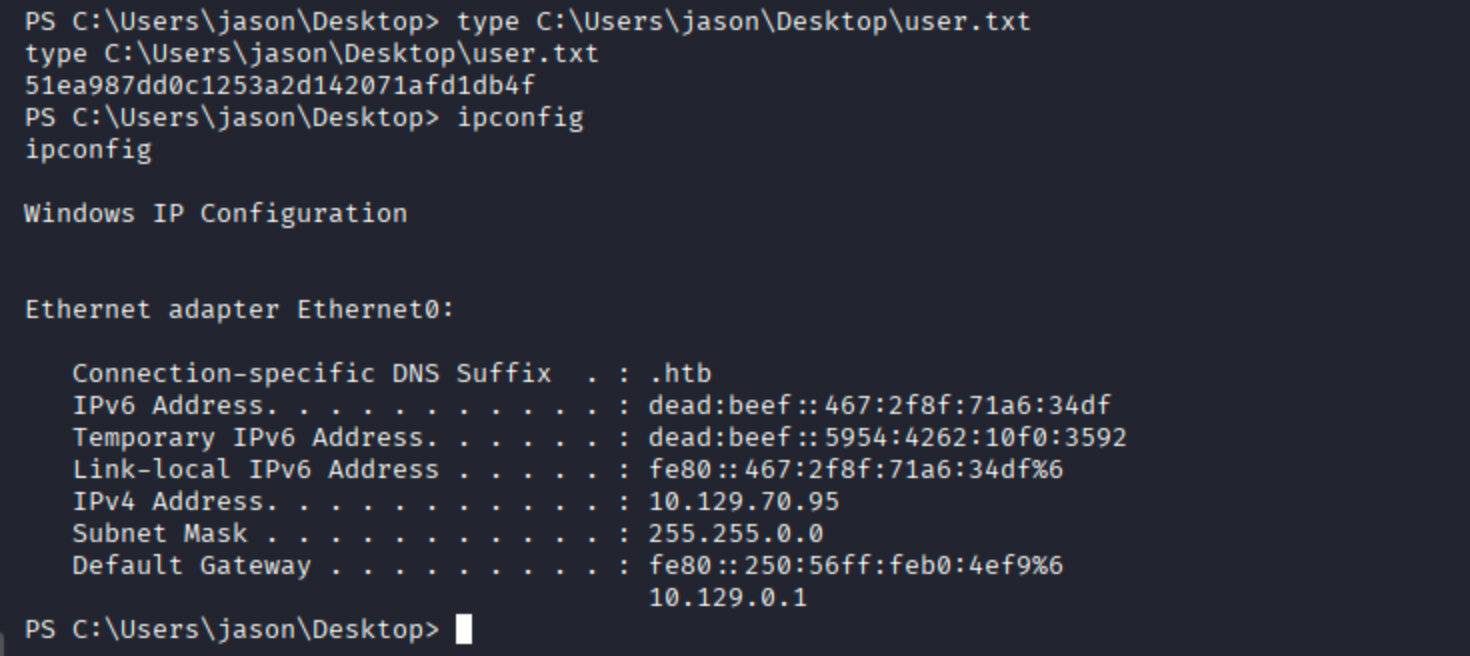 PS C:\Users\jason\Desktop> type C:\Users\jason\Desktop\user.txt
type C:\Users\jason\Desktop\user.txt
51ea987dd0c1253a2d142071afd1db4f
PS C:\Users\jason\Desktop> ipconfig
ipconfig
Windows IP Configuration
Ethernet adapter Ethernet0:
Connection-specific DNS Suffix  . : .htb
IPv6 Address. . . . . . . . . . . : dead:beef::467:2f8f:71a6:34df
Temporary IPv6 Address. . . . . . : dead:beef::5954:4262:10f0:3592
Link-local IPv6 Address . . . . . : fe80::467:2f8f:71a6:34df%6
IPv4 Address. . . . . . . . . . . : 10.129.70.95
Subnet Mask . . . . . . . . . . . : 255.255.0.0
Default Gateway . . . . . . . . . : fe80::250:56ff:feb0:4ef9%6
10.129.0.1
PS C:\Users\jason\Desktop>